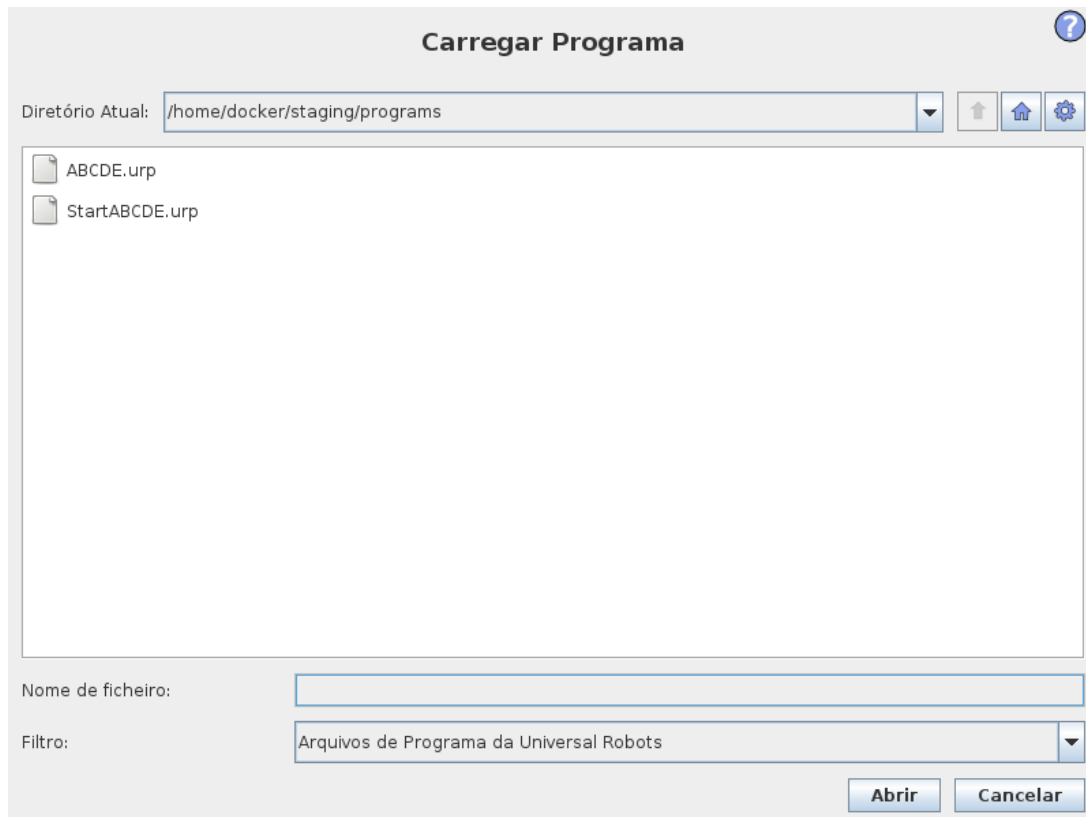 Carregar Programa
?
Diretório Atual: /home/docker/staging/programs
ABCDE.urp
StartABCDE.urp
Nome de ficheiro:
Filtro: Arquivos de Programa da Universal Robots
Abrir Cancelar